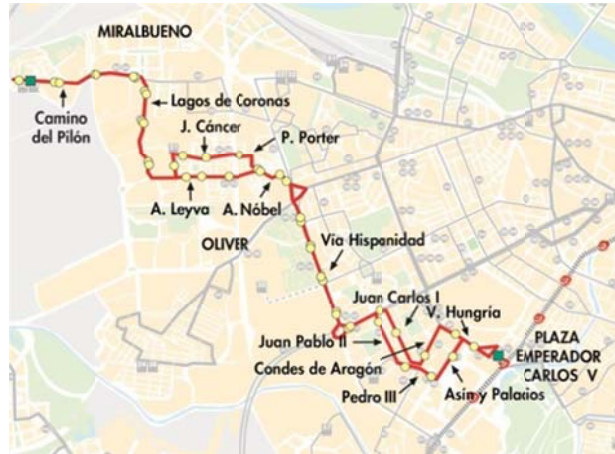 MIRALBUENO
Camino
del Pilón
Lagos de Coronas
J. Cáncer
P. Porter
A. Leyva
A. Nóbel
OLIVER
Vía Hispanidad
Juan Carlos I
V. Hungría
Juan Pablo II
Condes de Aragón
Pedro III
Asín y Palacios
PLAZA
EMPERADOR
CARLOS V